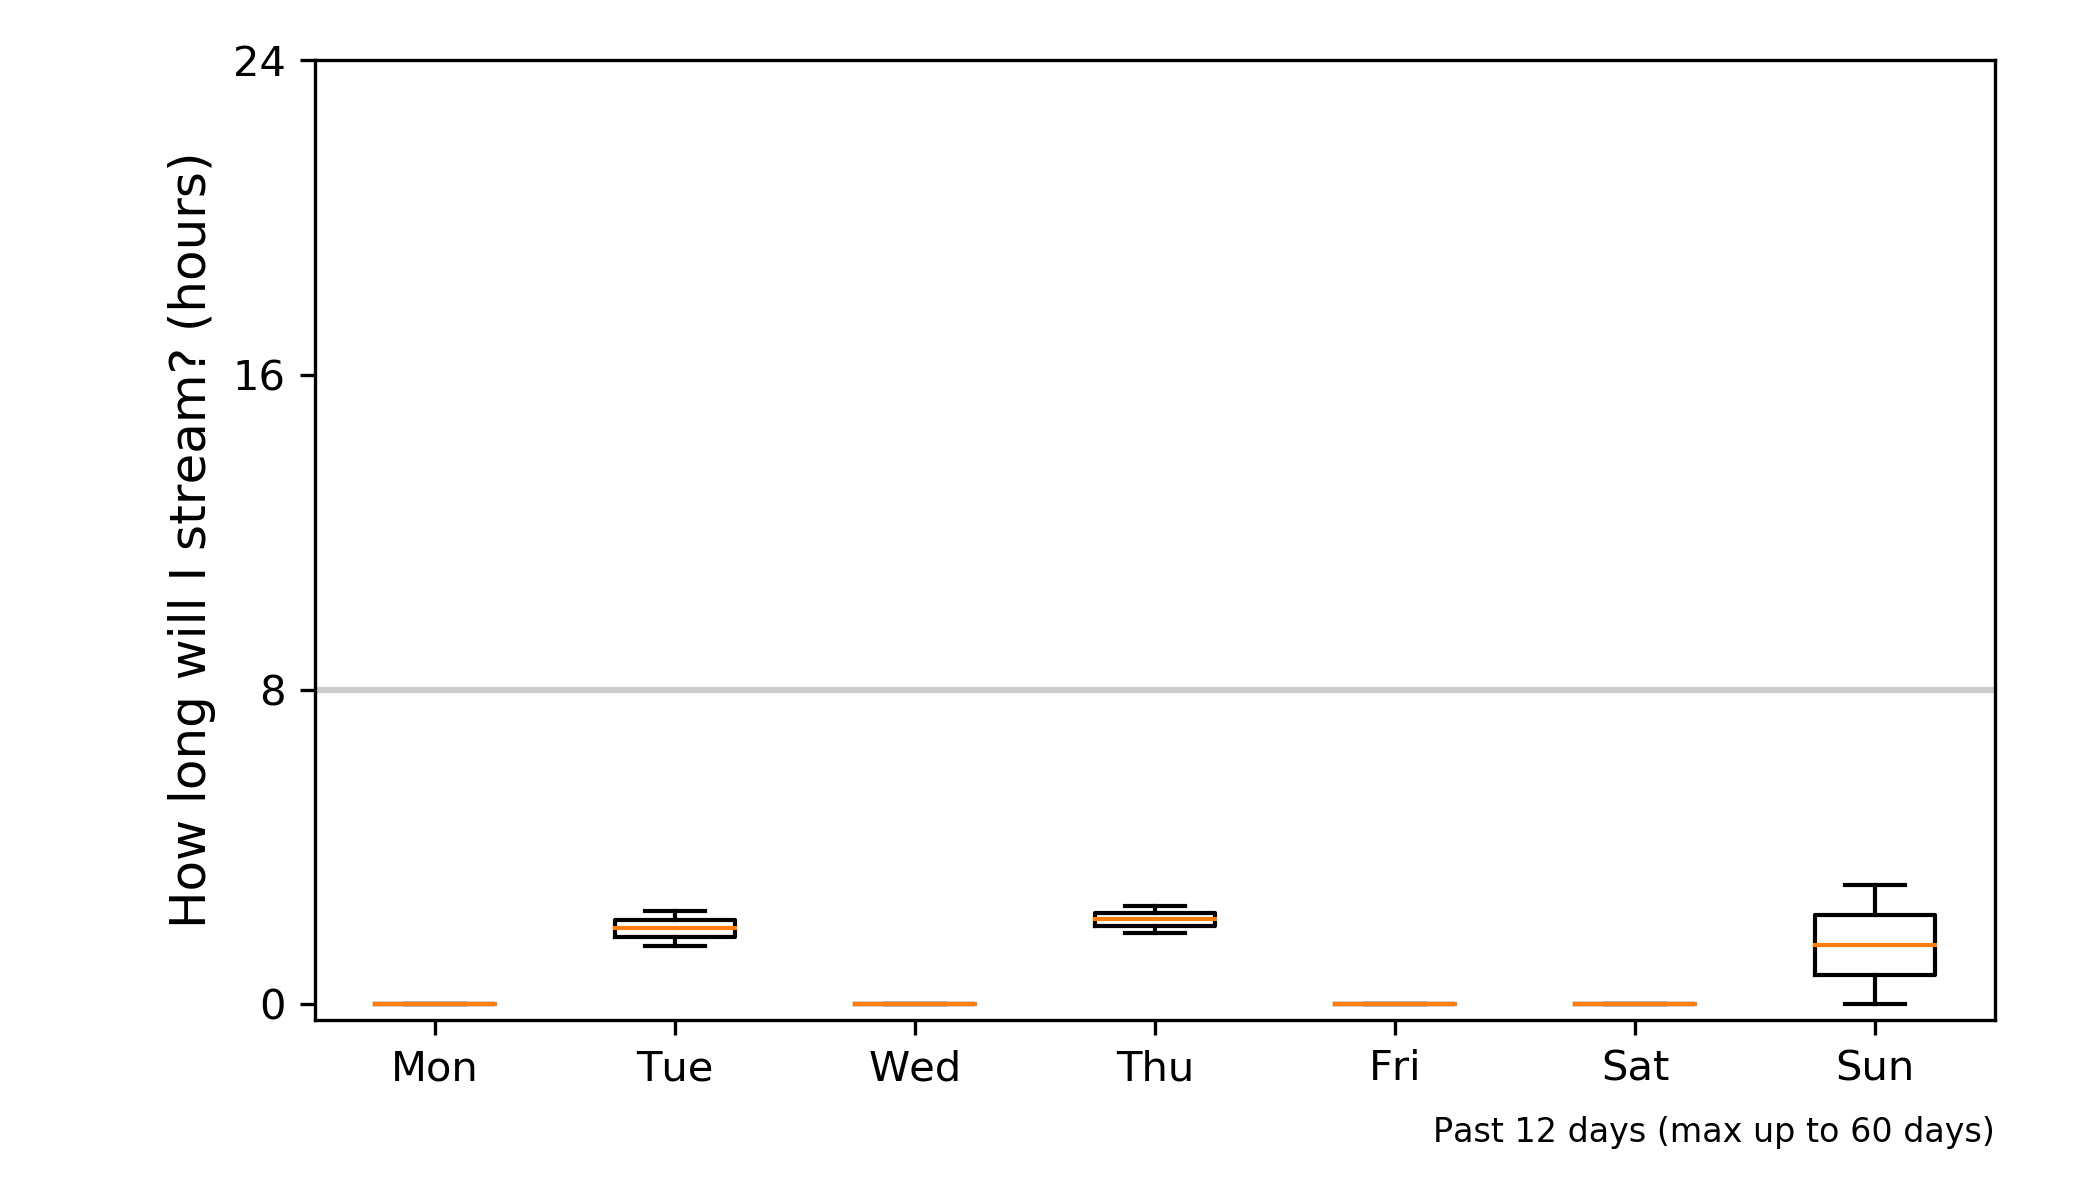 How long will I stream? (hours)
24
16
8
0
Mon Tue Wed Thu Fri Sat Sun
Past 12 days (max up to 60 days)